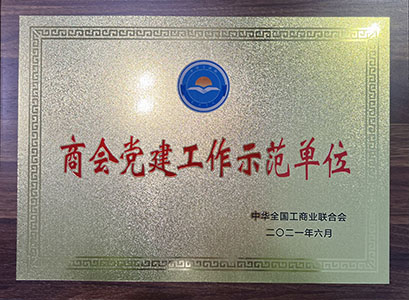 商会党建工作示范单位
中华全国工商业联合会
二〇二一年六月